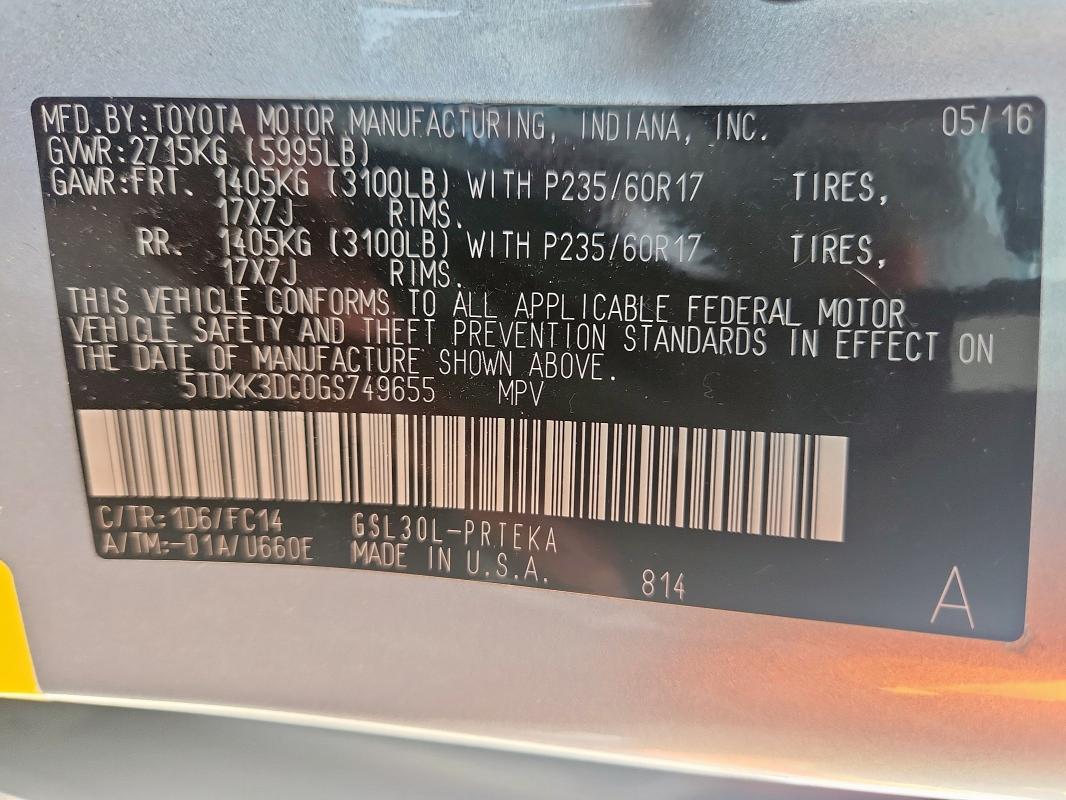 MFD.BY:TOYOTA MOTOR MANUFACTURING, INDIANA, INC. 05/16
GVWR:2715KG (5995LB)
GAWR:FRT. 1405KG (3100LB) WITH P235/60R17 TIRES,
17X7J RIMS.
RR. 1405KG (3100LB) WITH P235/60R17 TIRES,
17X7J RIMS.
THIS VEHICLE CONFORMS TO ALL APPLICABLE FEDERAL MOTOR
VEHICLE SAFETY AND THEFT PREVENTION STANDARDS IN EFFECT ON
THE DATE OF MANUFACTURE SHOWN ABOVE.
5TDKK3DC0GS749655 MPV
C/TR:1D6/FC14 GSL30L-PRTEKA
A/TM:-01A/U660E MADE IN U.S.A. 814
A